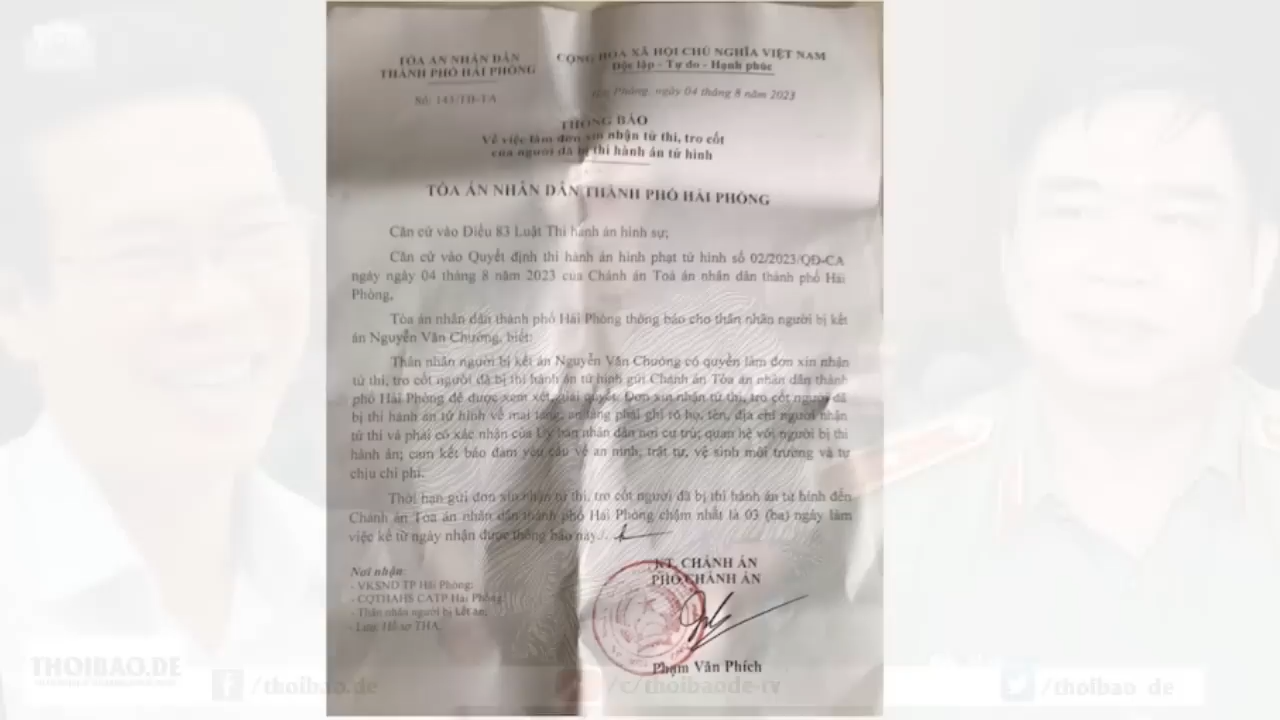 TÒA ÁN NHÂN DÂN
THÀNH PHỐ HẢI PHÒNG
Số: 143/TB-TA
CỘNG HÒA XÃ HỘI CHỦ NGHĨA VIỆT NAM
Độc lập - Tự do - Hạnh phúc
Hải Phòng, ngày 04 tháng 8 năm 2023
THÔNG BÁO
Về việc làm đơn xin nhận tử thi, tro cốt
của người đã bị thi hành án tử hình
TÒA ÁN NHÂN DÂN THÀNH PHỐ HẢI PHÒNG
Căn cứ vào Điều 83 Luật Thi hành án hình sự;
Căn cứ vào Quyết định thi hành án hình phạt tử hình số 02/2023/QĐ-CA
ngày ngày 04 tháng 8 năm 2023 của Chánh án Toà án nhân dân thành phố Hải
Phòng,
Tòa án nhân dân thành phố Hải Phòng thông báo cho thân nhân người bị kết
án Nguyễn Văn Chưởng, biết:
Thân nhân người bị kết án Nguyễn Văn Chưởng có quyền làm đơn xin nhận
tử thi, tro cốt người đã bị thi hành án tử hình gửi Chánh án Tòa án nhân dân thành
phố Hải Phòng để được xem xét, giải quyết. Đơn xin nhận tử thi, tro cốt người đã
bị thi hành án tử hình về mai táng, an táng phải ghi rõ họ, tên, địa chỉ người nhận
tử thi và phải có xác nhận của Ủy ban nhân dân nơi cư trú; quan hệ với người bị thi
hành án; cam kết bảo đảm yêu cầu về an ninh, trật tự, vệ sinh môi trường và tự
chịu chi phí.
Thời hạn gửi đơn xin nhận tử thi, tro cốt người đã bị thi hành án tử hình đến
Chánh án Tòa án nhân dân thành phố Hải Phòng chậm nhất là 03 (ba) ngày làm
việc kể từ ngày nhận được thông báo này./.
Nơi nhận:
- VKSND TP Hải Phòng;
- CQTHAHS CATP Hải Phòng;
- Thân nhân người bị kết án;
- Lưu: Hồ sơ THA.
KT. CHÁNH ÁN
PHÓ CHÁNH ÁN
Phạm Văn Phích
THOIBAO.DE
/thoibao.de
/c/thoibaode-tv
/thoibao_de